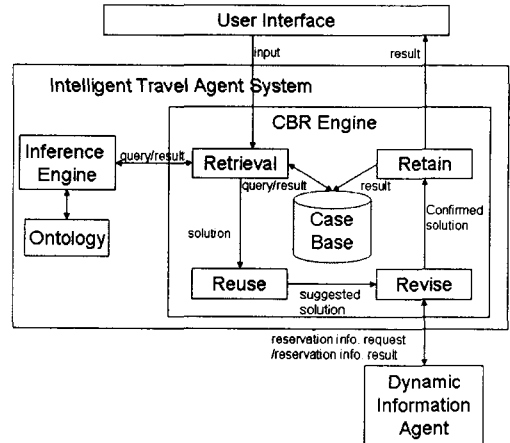 User Interface
input
result
Intelligent Travel Agent System
CBR Engine
Inference
Engine
query/result
Retrieval
Retain
query/result
result
Case
Base
Ontology
solution
Confirmed
solution
Reuse
suggested
solution
Revise
reservation info. request
/reservation info. result
Dynamic
Information
Agent